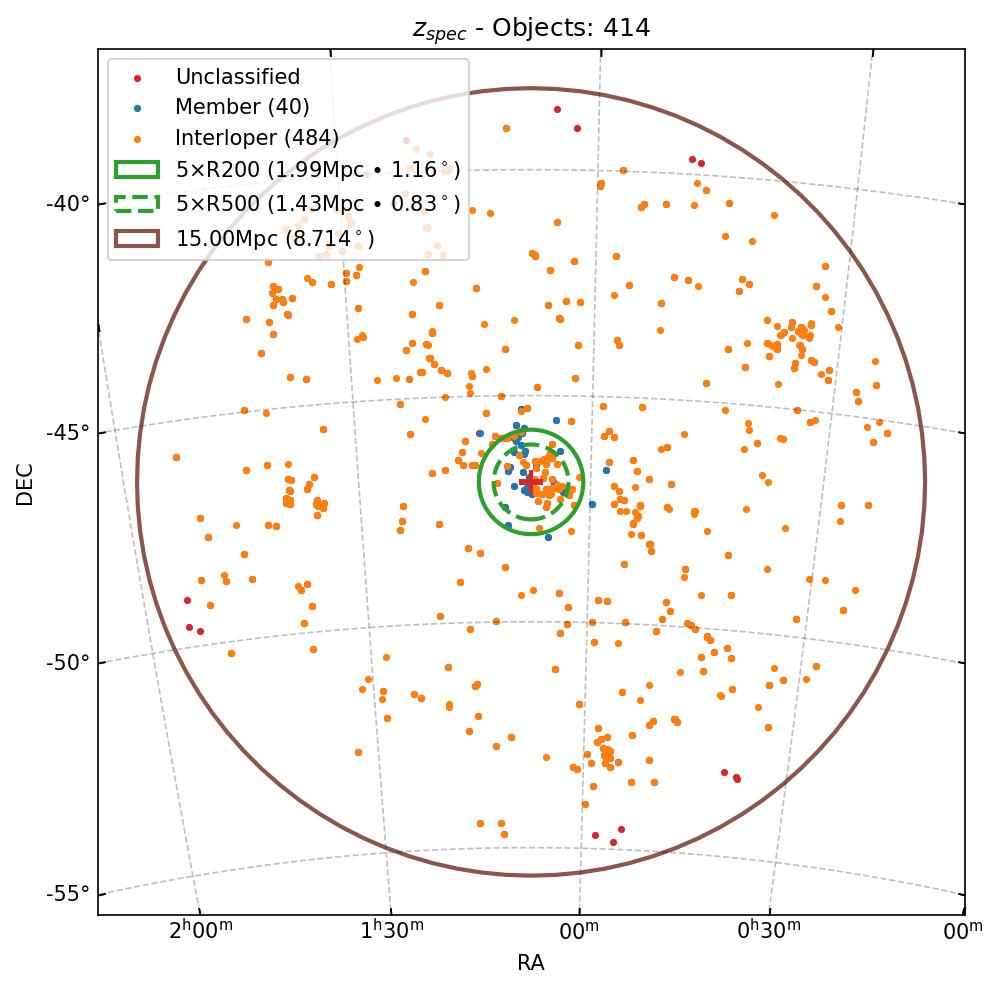 z_spec - Objects: 414
Unclassified
Member (40)
Interloper (484)
5×R200 (1.99Mpc • 1.16°)
5×R500 (1.43Mpc • 0.83°)
15.00Mpc (8.714°)
-40°
-45°
DEC
-50°
-55°
2ʰ00ᵐ 1ʰ30ᵐ 00ᵐ 0ʰ30ᵐ 00ᵐ
RA